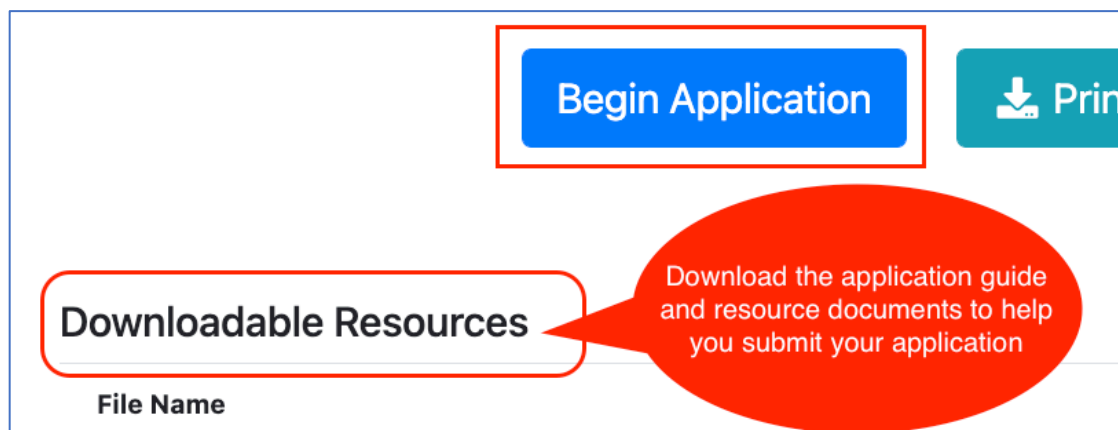 Begin Application
Download the application guide
and resource documents to help
you submit your application
Downloadable Resources
File Name